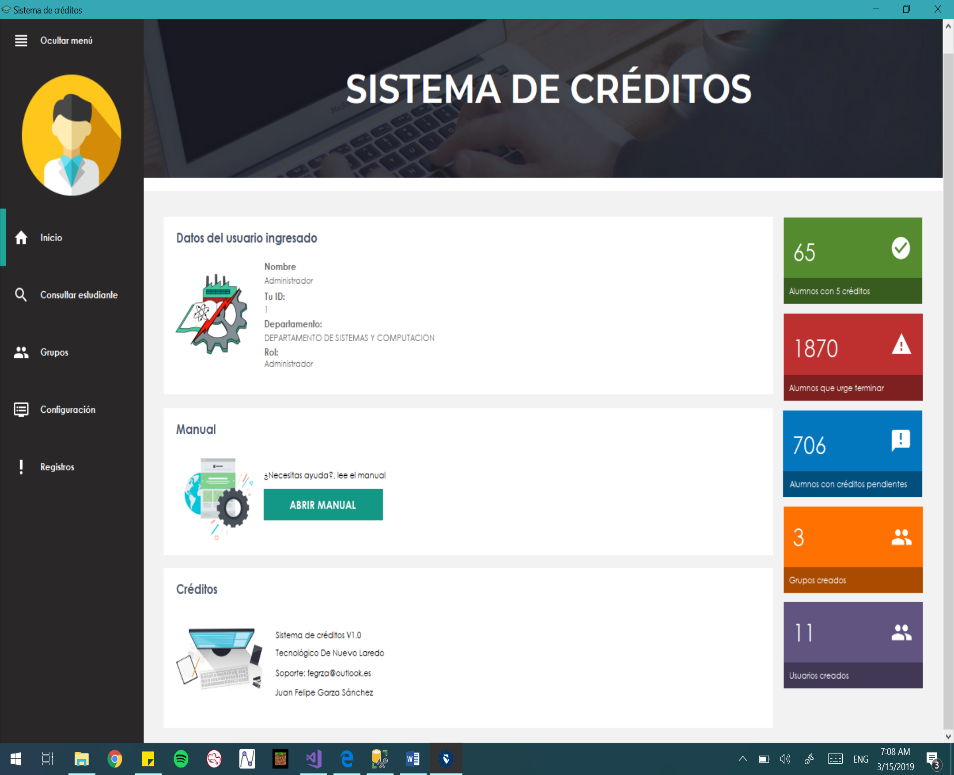 Sistema de créditos
Ocultar menú
SISTEMA DE CRÉDITOS
Inicio
Consultar estudiante
Grupos
Configuración
Registros
Datos del usuario ingresado
Nombre
Administrador
Tu ID:
1
Departamento:
DEPARTAMENTO DE SISTEMAS Y COMPUTACION
Rol:
Administrador
Manual
¿Necesitas ayuda?, lee el manual
ABRIR MANUAL
Créditos
Sistema de créditos V1.0
Tecnológico De Nuevo Laredo
Soporte: fegrza@outlook.es
Juan Felipe Garza Sánchez
65
Alumnos con 5 créditos
1870
Alumnos que urge terminar
706
Alumnos con créditos pendientes
3
Grupos creados
11
Usuarios creados
ENG
7:08 AM
3/15/2019
3